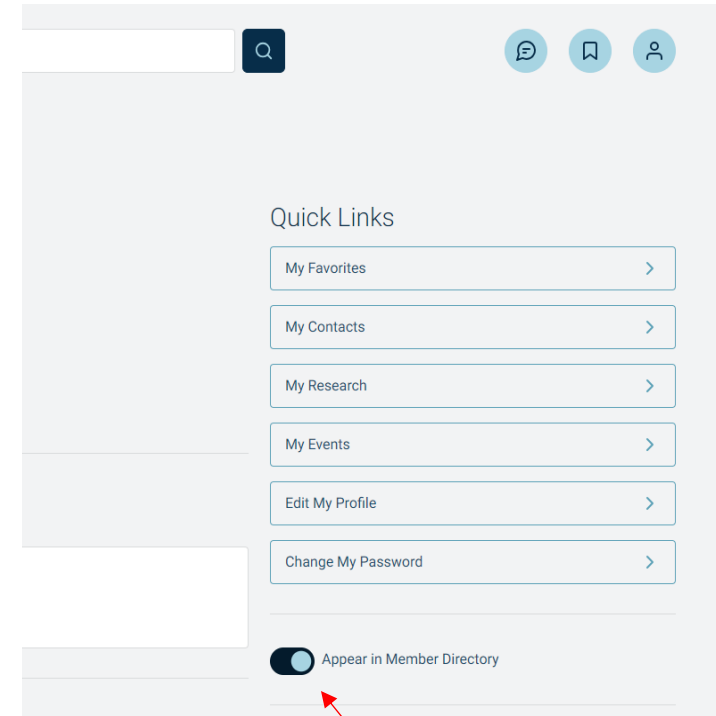 Quick Links
My Favorites
My Contacts
My Research
My Events
Edit My Profile
Change My Password
Appear in Member Directory